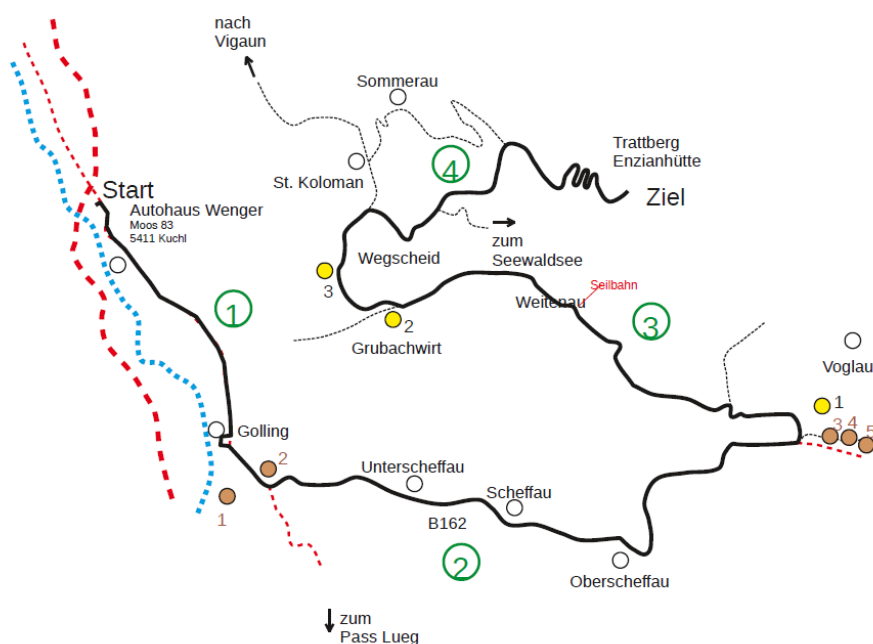 nach
Vigaun
Sommerau
4
St. Koloman
Trattberg
Enzianhütte
Ziel
Start
Autohaus Wenger
Moos 83
5411 Kuchl
zum
Seewaldsee
Wegscheid
3
Seilbahn
Weitenau
1
2
Grubachwirt
3
Voglau
1
3
4
5
Golling
2
1
Unterscheffau
Scheffau
B162
2
Oberscheffau
zum
Pass Lueg